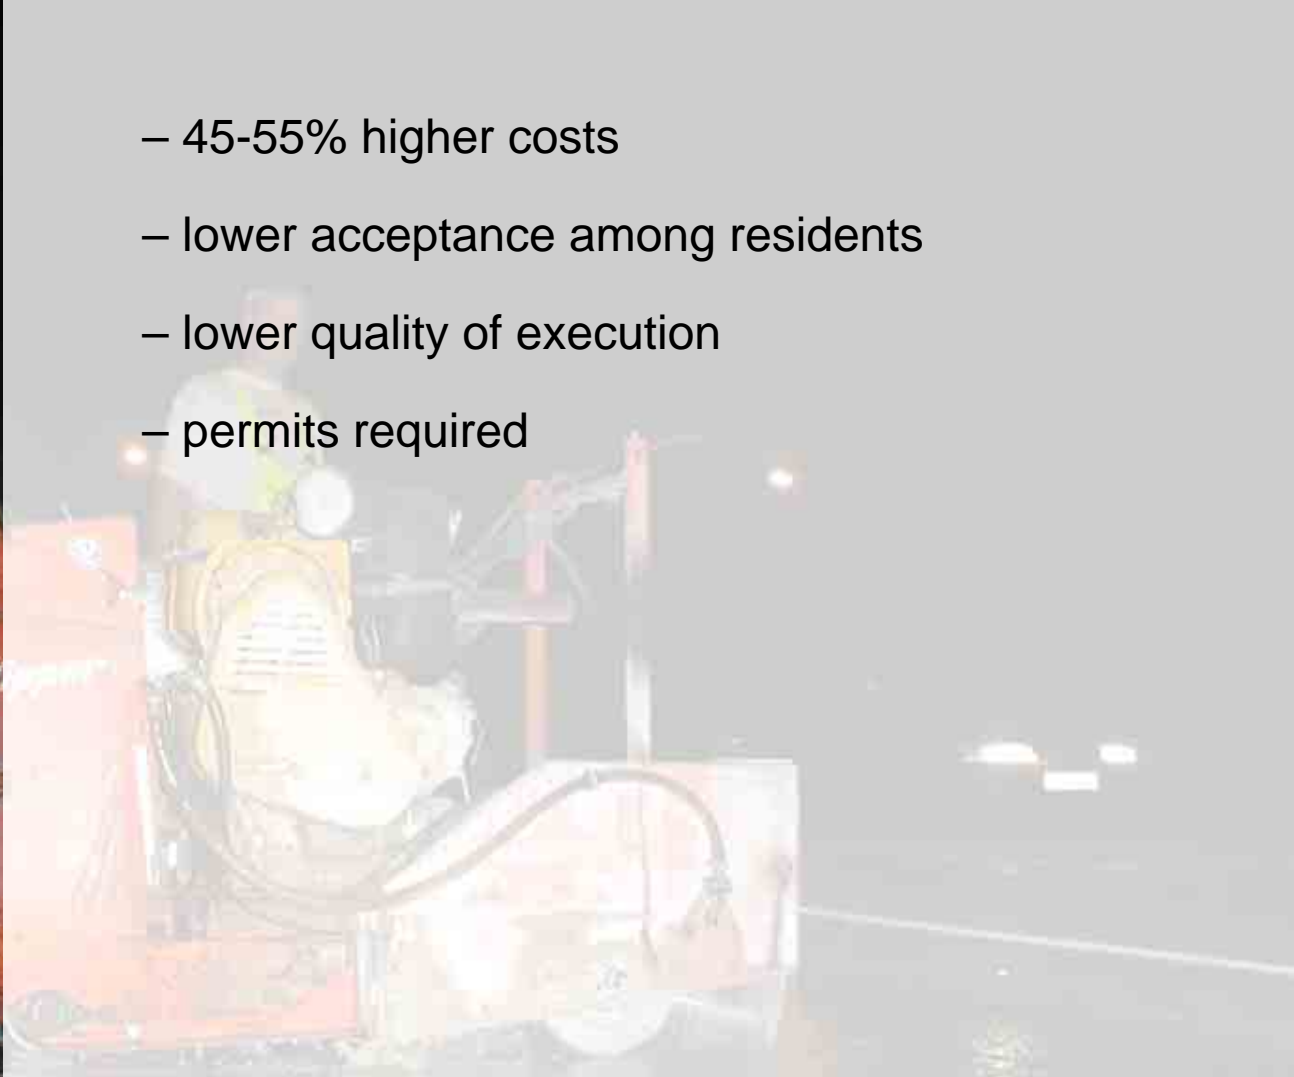 – 45-55% higher costs
– lower acceptance among residents
– lower quality of execution
– permits required